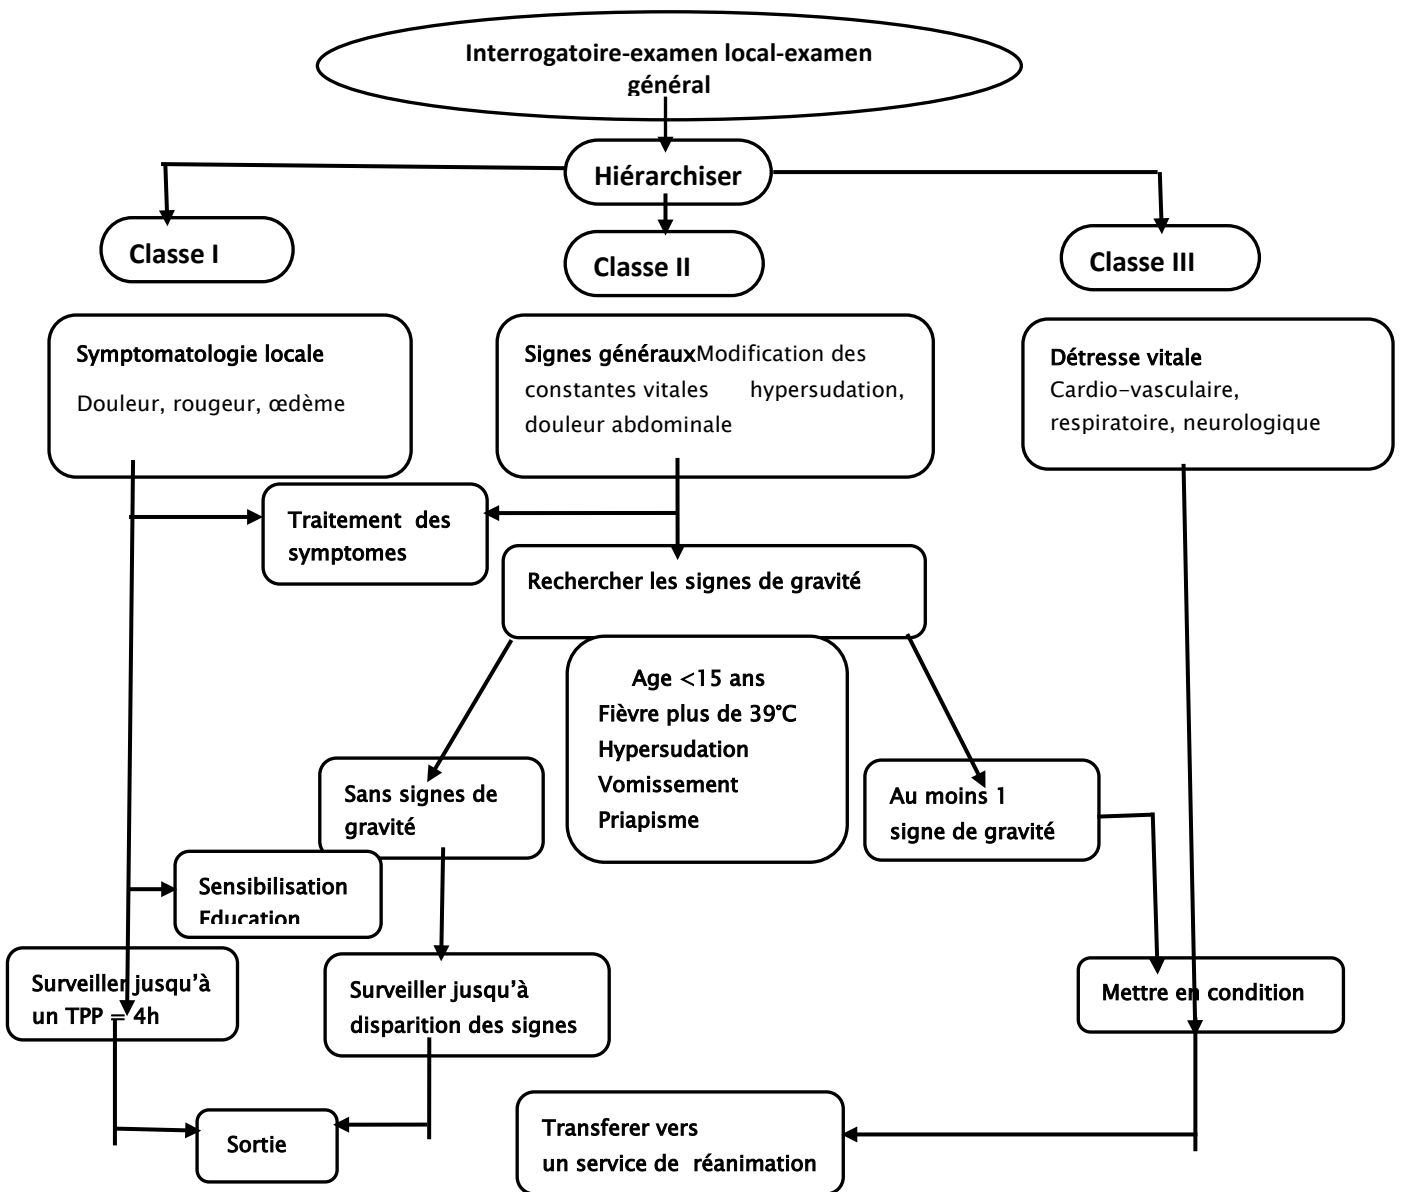 Interrogatoire-examen local-examen
général
Hiérarchiser
Classe I
Classe II
Classe III
Symptomatologie locale
Douleur, rougeur, œdème
Signes générauxModification des
constantes vitales hypersudation,
douleur abdominale
Détresse vitale
Cardio-vasculaire,
respiratoire, neurologique
Traitement des
symptomes
Rechercher les signes de gravité
Age <15 ans
Fièvre plus de 39°C
Hypersudation
Vomissement
Priapisme
Sans signes de
gravité
Au moins 1
signe de gravité
Sensibilisation
Education
Surveiller jusqu’à
un TPP = 4h
Surveiller jusqu’à
disparition des signes
Mettre en condition
Sortie
Transferer vers
un service de réanimation